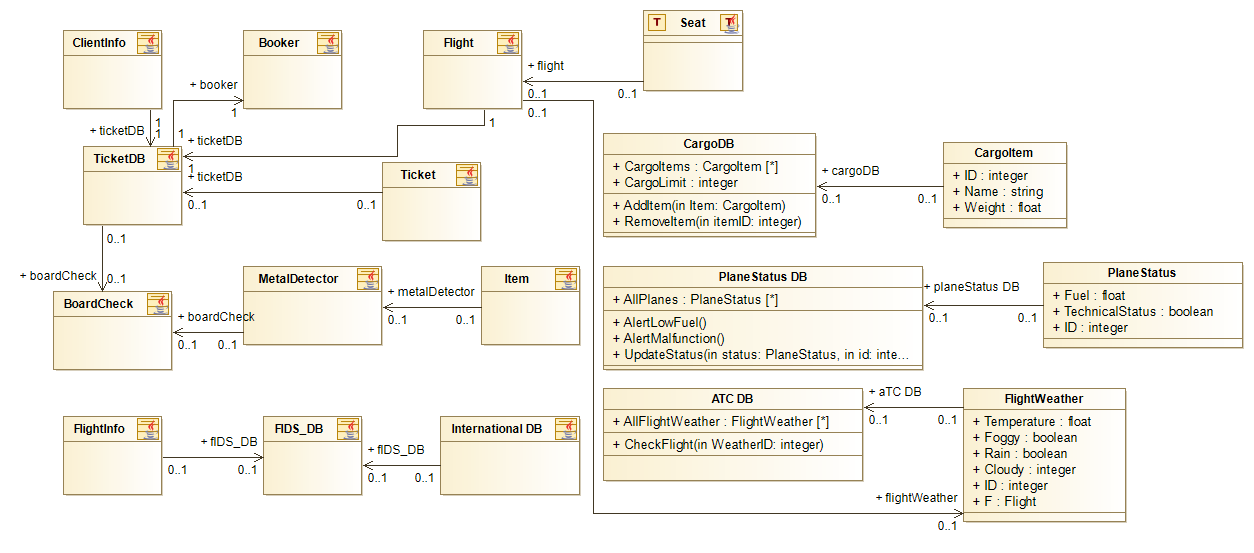 ClientInfo
Booker
Flight
T Seat T
+ flight
0..1
0..1
+ booker
1
1
1
1
+ ticketDB
0..1
1
TicketDB
+ ticketDB
1
+ ticketDB
0..1
0..1
Ticket
CargoDB
+ CargoItems : CargoItem [*]
+ CargoLimit : integer
+ AddItem(in Item: CargoItem)
+ RemoveItem(in itemID: integer)
+ cargoDB
0..1
0..1
CargoItem
+ ID : integer
+ Name : string
+ Weight : float
0..1
+ boardCheck
0..1
BoardCheck
+ boardCheck
0..1
0..1
MetalDetector
+ metalDetector
0..1
0..1
Item
PlaneStatus DB
+ AllPlanes : PlaneStatus [*]
+ AlertLowFuel()
+ AlertMalfunction()
+ UpdateStatus(in status: PlaneStatus, in id: inte...
+ planeStatus DB
0..1
0..1
PlaneStatus
+ Fuel : float
+ TechnicalStatus : boolean
+ ID : integer
FlightInfo
+ fIDS_DB
0..1
0..1
FIDS_DB
+ fIDS_DB
0..1
0..1
International DB
ATC DB
+ AllFlightWeather : FlightWeather [*]
+ CheckFlight(in WeatherID: integer)
+ aTC DB
0..1
0..1
FlightWeather
+ Temperature : float
+ Foggy : boolean
+ Rain : boolean
+ Cloudy : integer
+ ID : integer
+ F : Flight
+ flightWeather
0..1